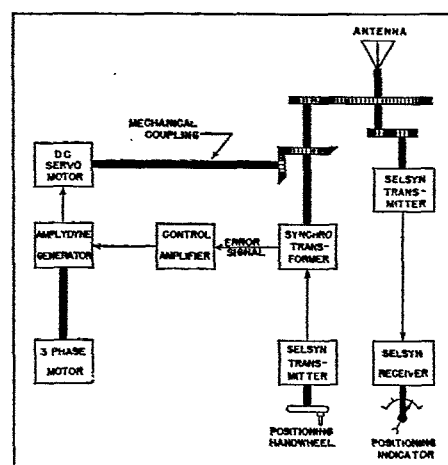 ANTENNA
MECHANICAL
COUPLING
DC
SERVO
MOTOR
SELSYN
TRANS-
MITTER
AMPLYDYNE
GENERATOR
CONTROL
AMPLIFIER
ERROR
SIGNAL
SYNCHRO
TRANS-
FORMER
3 PHASE
MOTOR
SELSYN
TRANS-
MITTER
SELSYN
RECEIVER
POSITIONING
HANDWHEEL
POSITIONING
INDICATOR